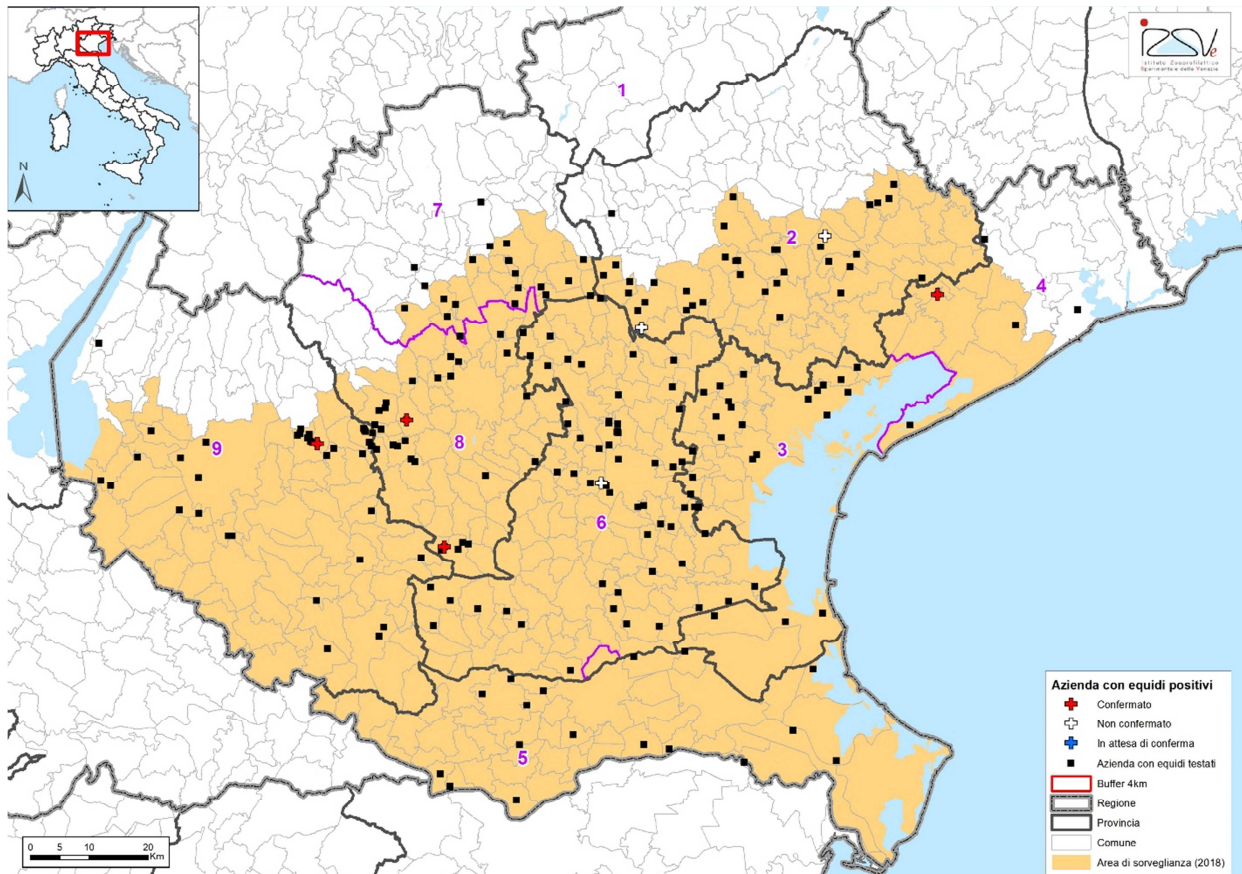 IZSVe
Istituto Zooprofilattico
Sperimentale delle Venezie
N
1
7
2
4
9
8
3
6
5
0 5 10 20
Km
Azienda con equidi positivi
Confermato
Non confermato
In attesa di conferma
Azienda con equidi testati
Buffer 4km
Regione
Provincia
Comune
Area di sorveglianza (2018)